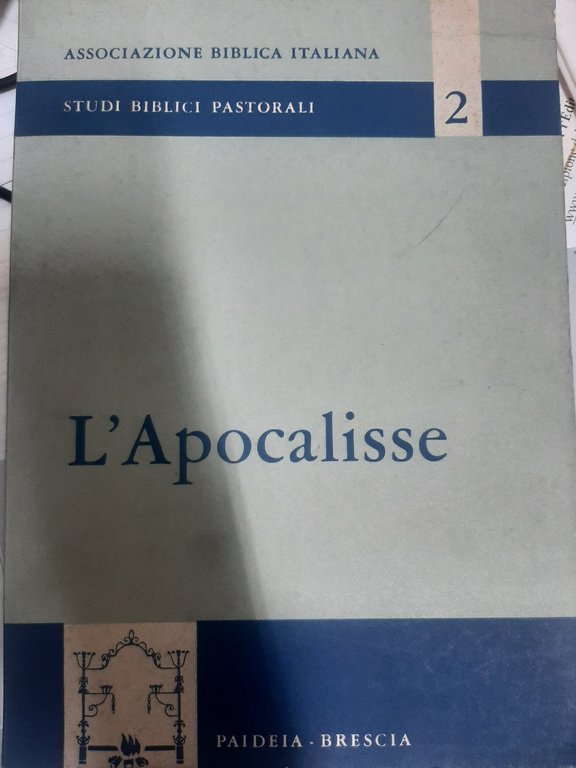 ASSOCIAZIONE BIBLICA ITALIANA
STUDI BIBLICI PASTORALI 2
L'Apocalisse
PAIDEIA - BRESCIA